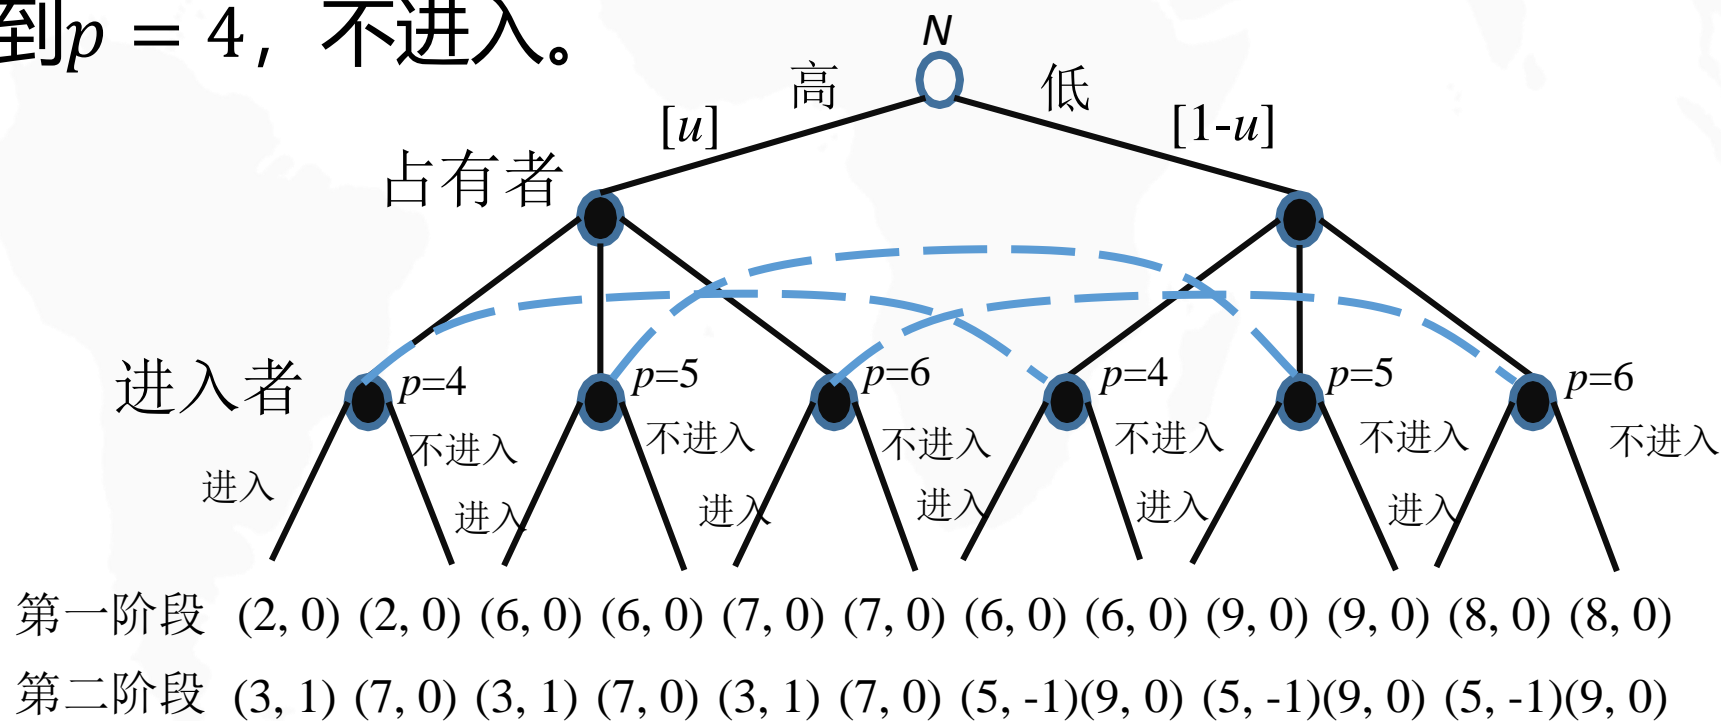 到p = 4，不进入。
N
高 低
[u] [1-u]
占有者
进入者 p=4 p=5 p=6 p=4 p=5 p=6
不进入 不进入 不进入 不进入 不进入 不进入
进入 进入 进入 进入 进入 进入
第一阶段 (2, 0) (2, 0) (6, 0) (6, 0) (7, 0) (7, 0) (6, 0) (6, 0) (9, 0) (9, 0) (8, 0) (8, 0)
第二阶段 (3, 1) (7, 0) (3, 1) (7, 0) (3, 1) (7, 0) (5, -1)(9, 0) (5, -1)(9, 0) (5, -1)(9, 0)